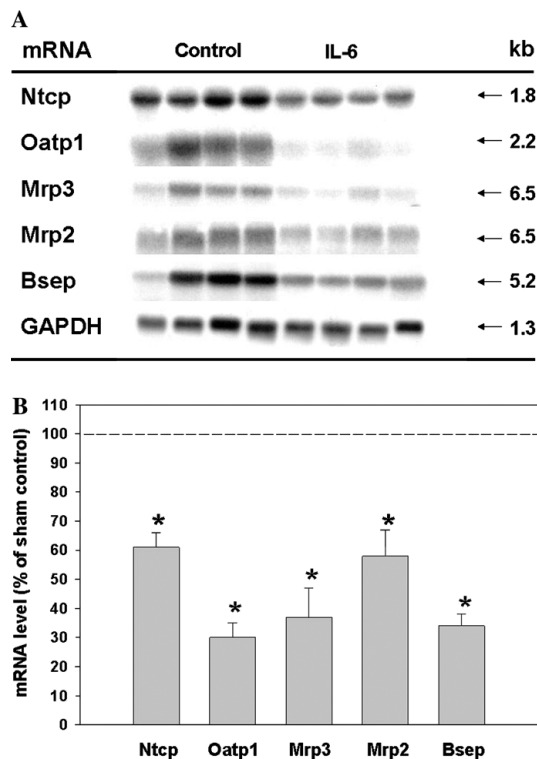 A
mRNA Control IL-6 kb
Ntcp ← 1.8
Oatp1 ← 2.2
Mrp3 ← 6.5
Mrp2 ← 6.5
Bsep ← 5.2
GAPDH ← 1.3
B
mRNA level (% of sham control)
110
100
90
80
70
60
50
40
30
20
10
0
* * * * *
Ntcp Oatp1 Mrp3 Mrp2 Bsep